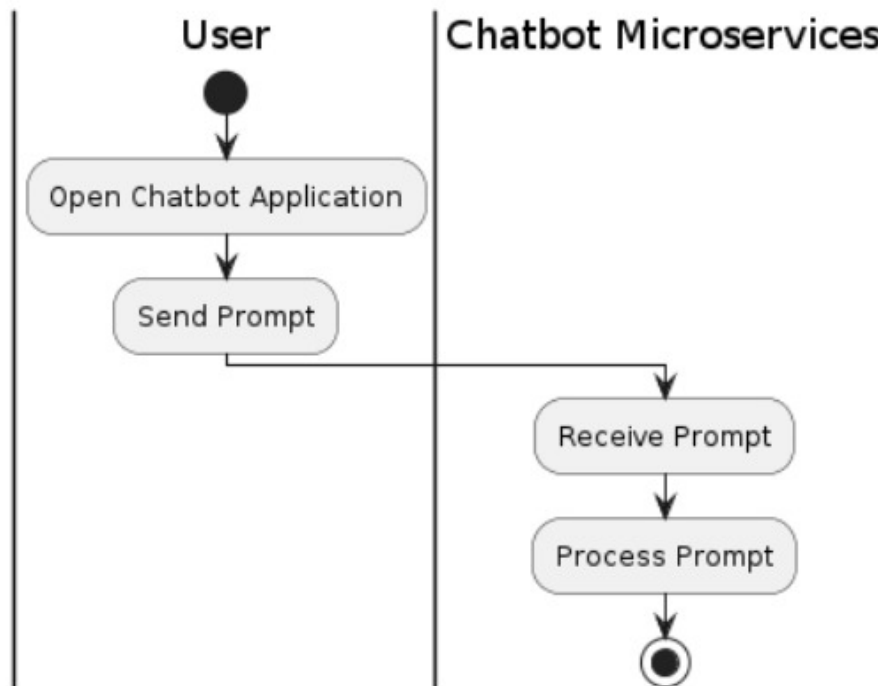 User
Chatbot Microservices
Open Chatbot Application
Send Prompt
Receive Prompt
Process Prompt